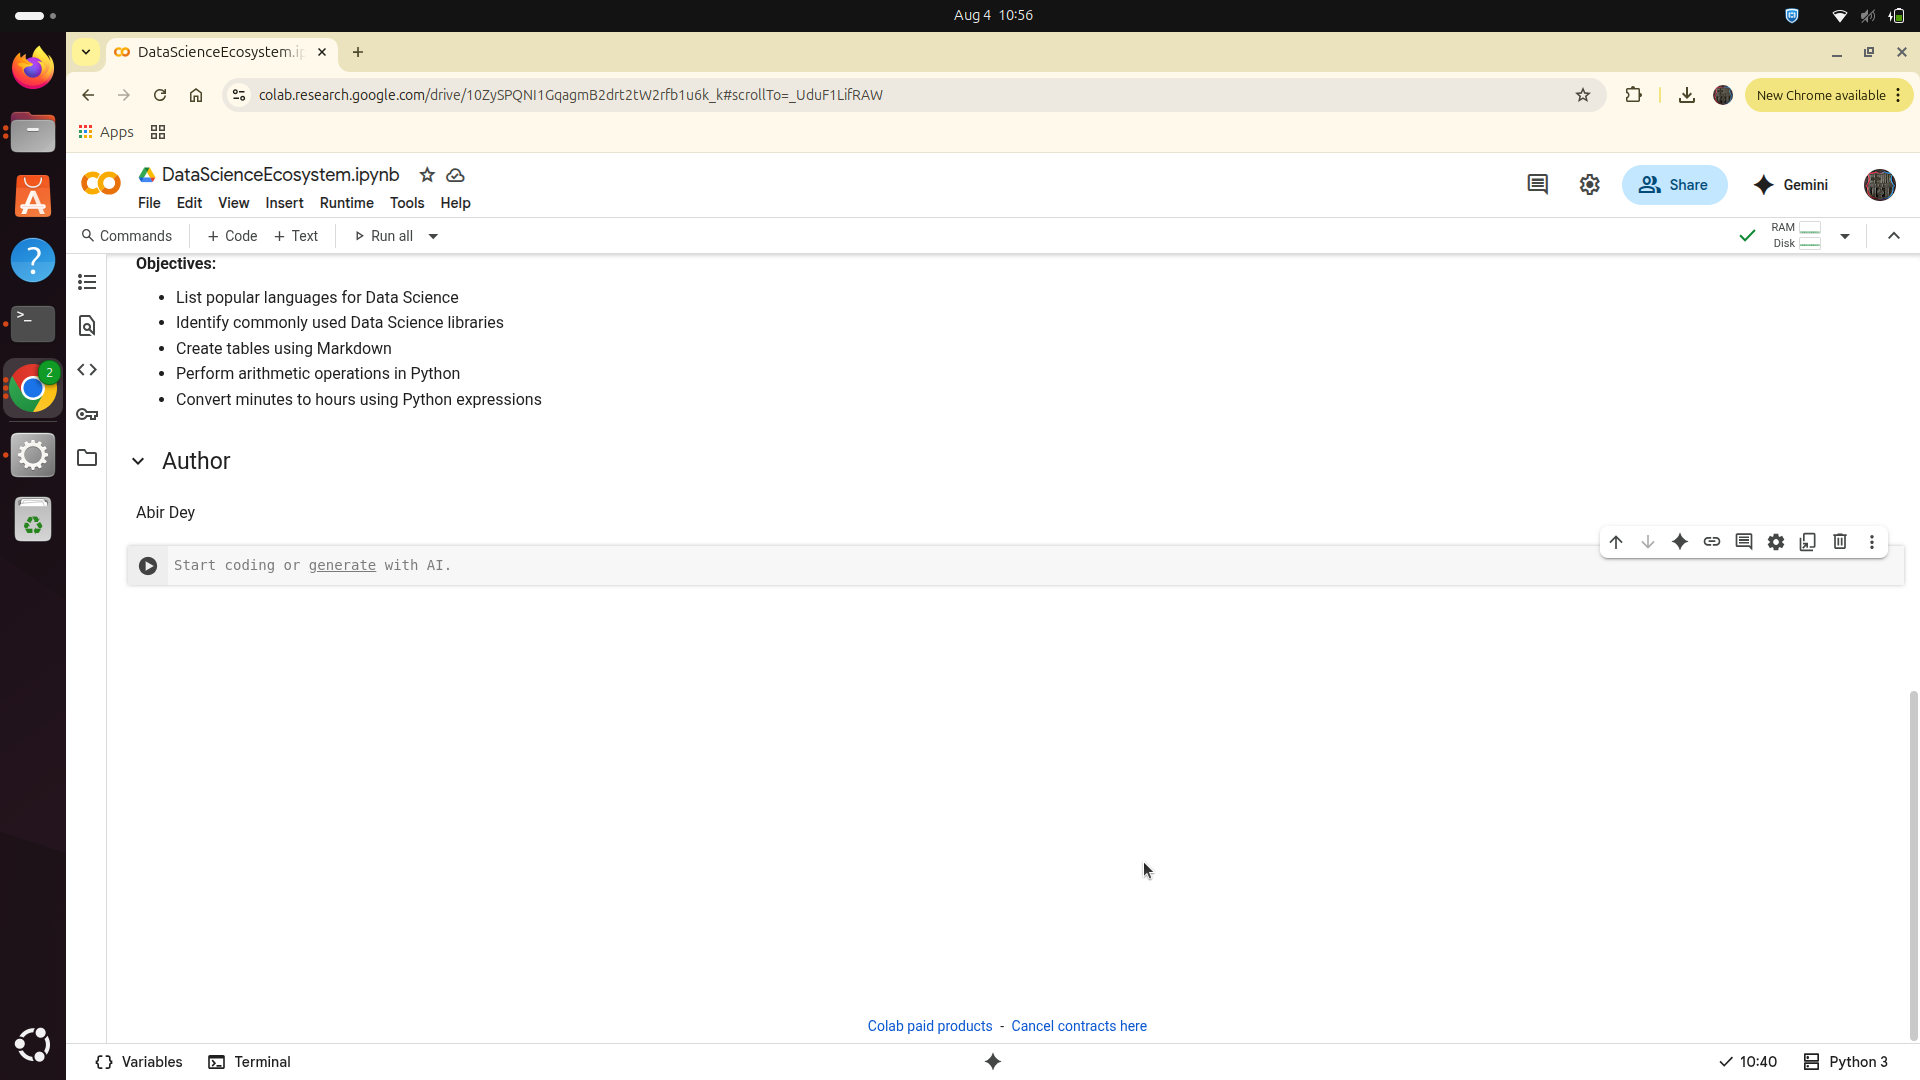 Aug 4 10:56
DataScienceEcosystem.i
colab.research.google.com/drive/10ZySPQNI1GqagmB2drt2tW2rfb1u6k_k#scrollTo=_UduF1LifRAW
New Chrome available
Apps
DataScienceEcosystem.ipynb
File Edit View Insert Runtime Tools Help
Share
Gemini
Commands + Code + Text Run all
RAM
Disk
2
Objectives:
• List popular languages for Data Science
• Identify commonly used Data Science libraries
• Create tables using Markdown
• Perform arithmetic operations in Python
• Convert minutes to hours using Python expressions
Author
Abir Dey
Start coding or generate with AI.
Colab paid products - Cancel contracts here
Variables Terminal
10:40 Python 3